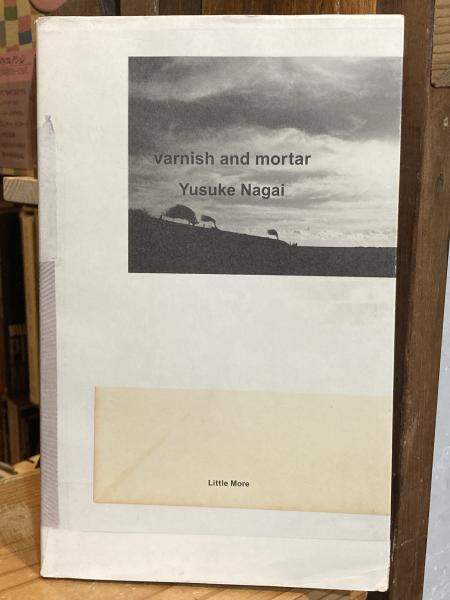 varnish and mortar
Yusuke Nagai
Little More